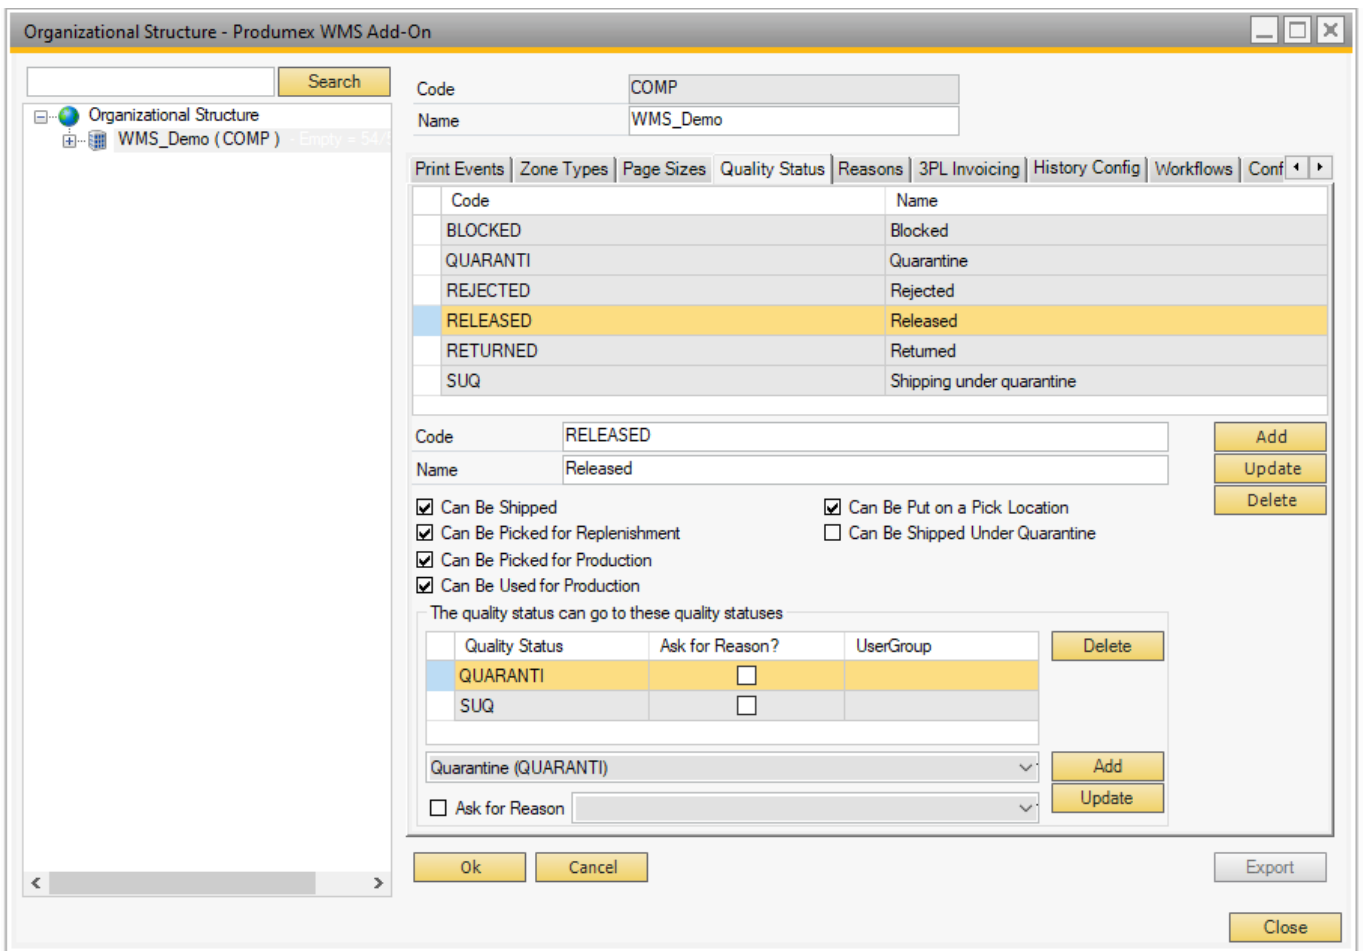 Organizational Structure - Produmex WMS Add-On
Search
Organizational Structure
WMS_Demo ( COMP ) - Empty = 54/
Code COMP
Name WMS_Demo
Print Events Zone Types Page Sizes Quality Status Reasons 3PL Invoicing History Config Workflows Conf
Code Name
BLOCKED Blocked
QUARANTI Quarantine
REJECTED Rejected
RELEASED Released
RETURNED Returned
SUQ Shipping under quarantine
Code RELEASED Add
Name Released Update
Delete
Can Be Shipped Can Be Put on a Pick Location
Can Be Picked for Replenishment Can Be Shipped Under Quarantine
Can Be Picked for Production
Can Be Used for Production
The quality status can go to these quality statuses
Quality Status Ask for Reason? UserGroup Delete
QUARANTI
SUQ
Quarantine (QUARANTI) Add
Ask for Reason Update
Ok Cancel Export
Close